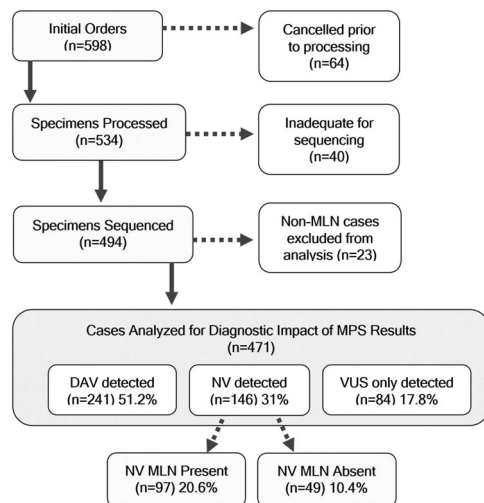 Initial Orders
(n=598)
Cancelled prior
to processing
(n=64)
Specimens Processed
(n=534)
Inadequate for
sequencing
(n=40)
Specimens Sequenced
(n=494)
Non-MLN cases
excluded from
analysis (n=23)
Cases Analyzed for Diagnostic Impact of MPS Results
(n=471)
DAV detected
(n=241) 51.2%
NV detected
(n=146) 31%
VUS only detected
(n=84) 17.8%
NV MLN Present
(n=97) 20.6%
NV MLN Absent
(n=49) 10.4%